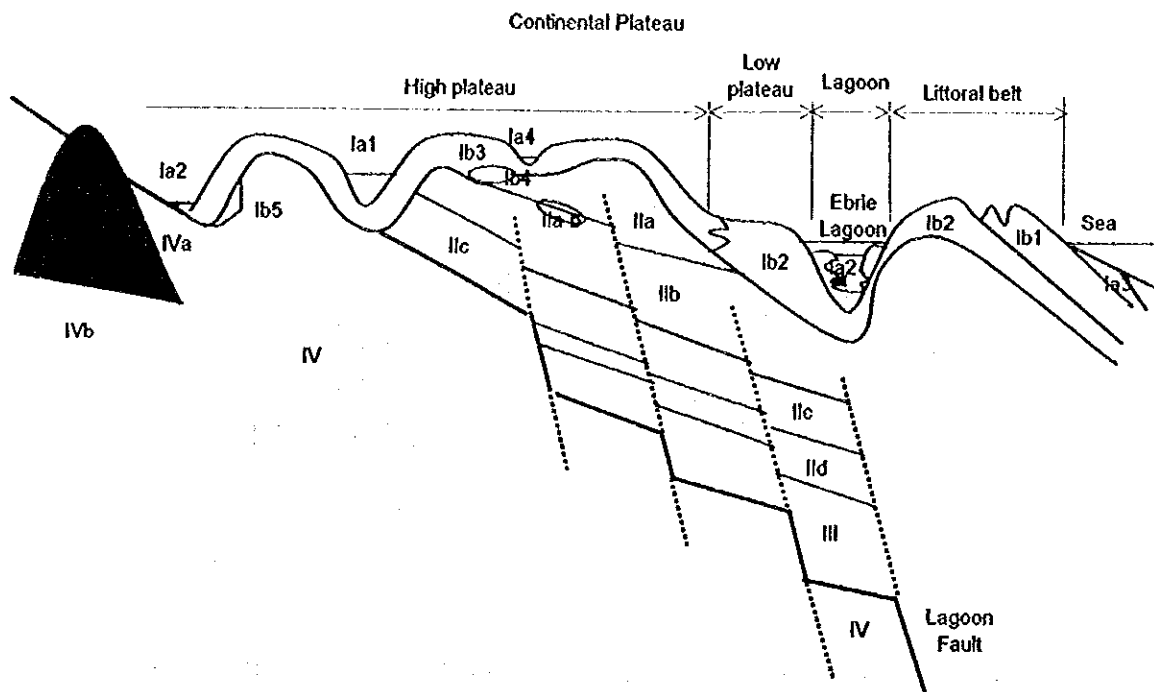 Continental Plateau
High plateau
Low
plateau
Lagoon
Littoral belt
Ia2
Ia1
Ib3
Ia4
Ib4
Ib5
IVa
IVb
IV
IIc
IIa
IIb
Ib2
Ebrie
Lagoon
Ia2
Ib2
Ib1
Sea
Ia3
IIc
IId
III
IV
Lagoon
Fault